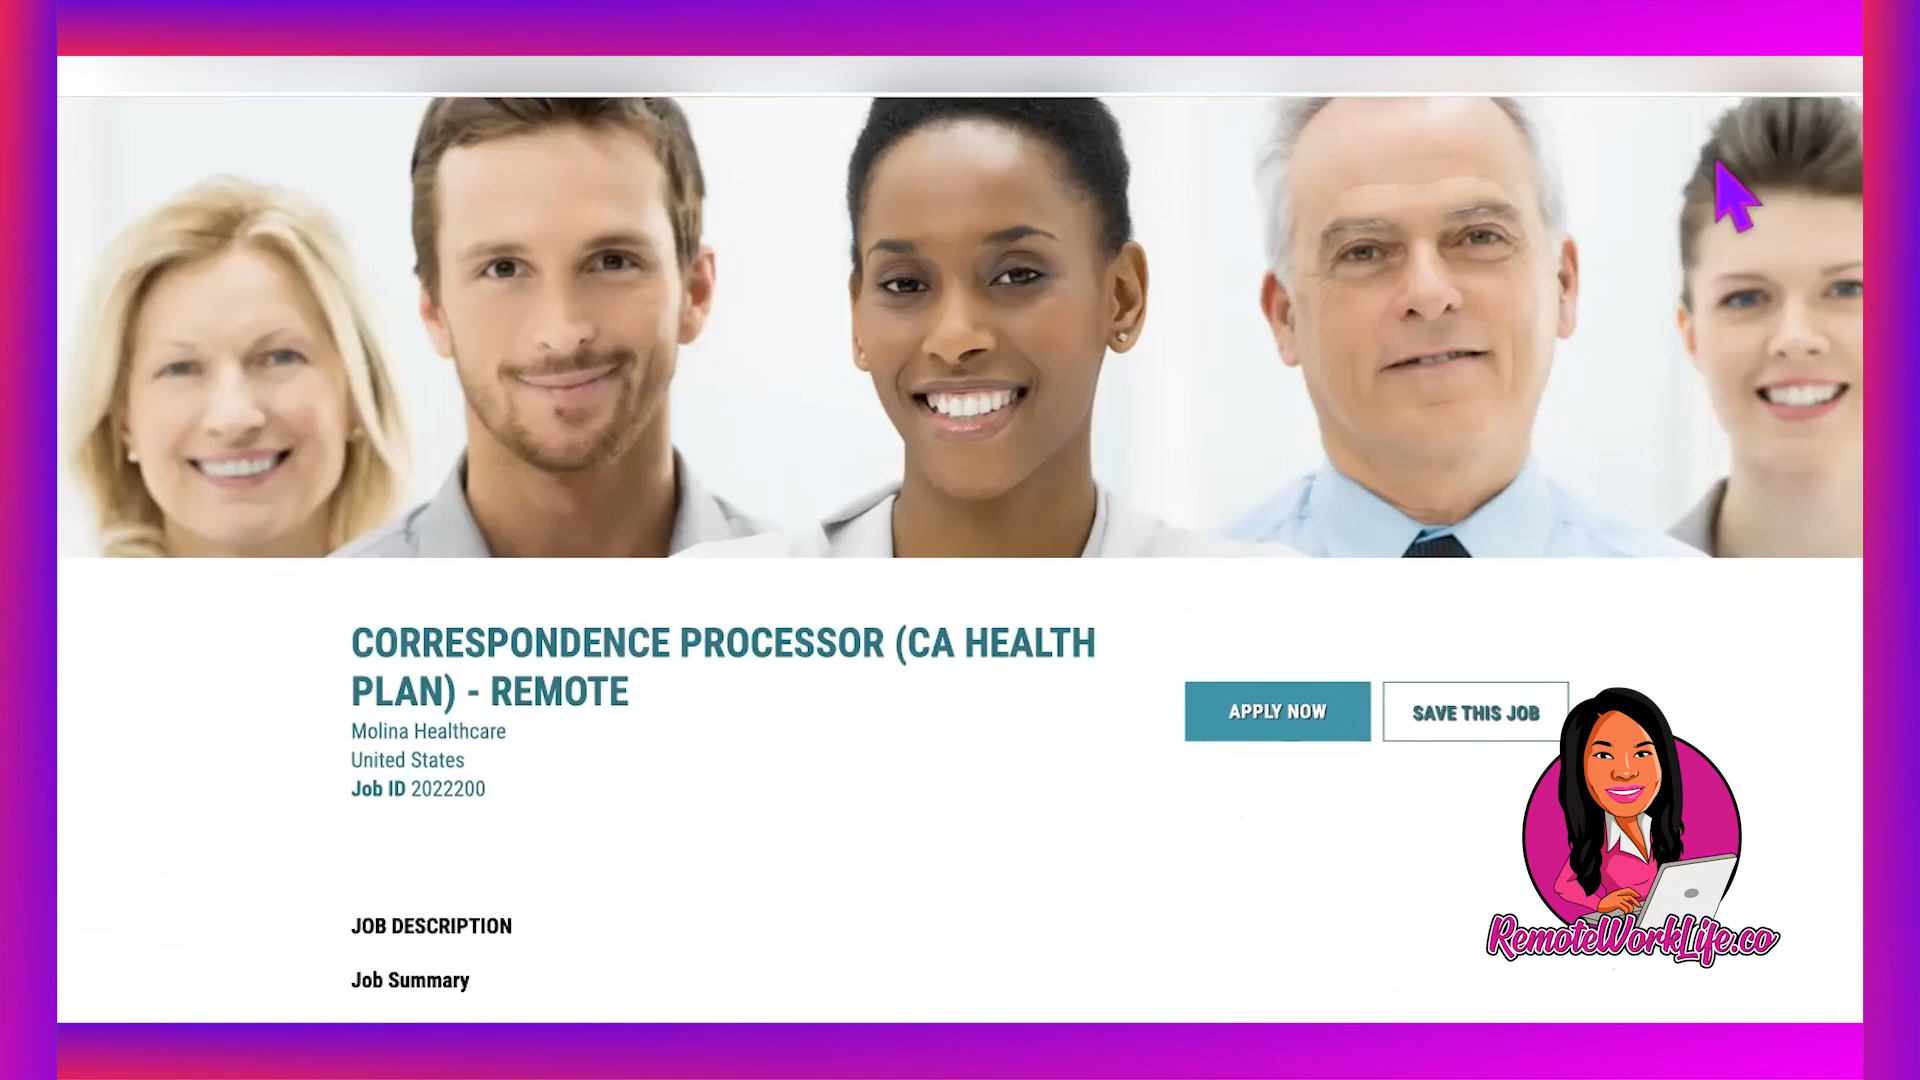 CORRESPONDENCE PROCESSOR (CA HEALTH
PLAN) - REMOTE
Molina Healthcare
United States
Job ID 2022200
APPLY NOW
SAVE THIS JOB
JOB DESCRIPTION
Job Summary
RemoteWorkLife.co